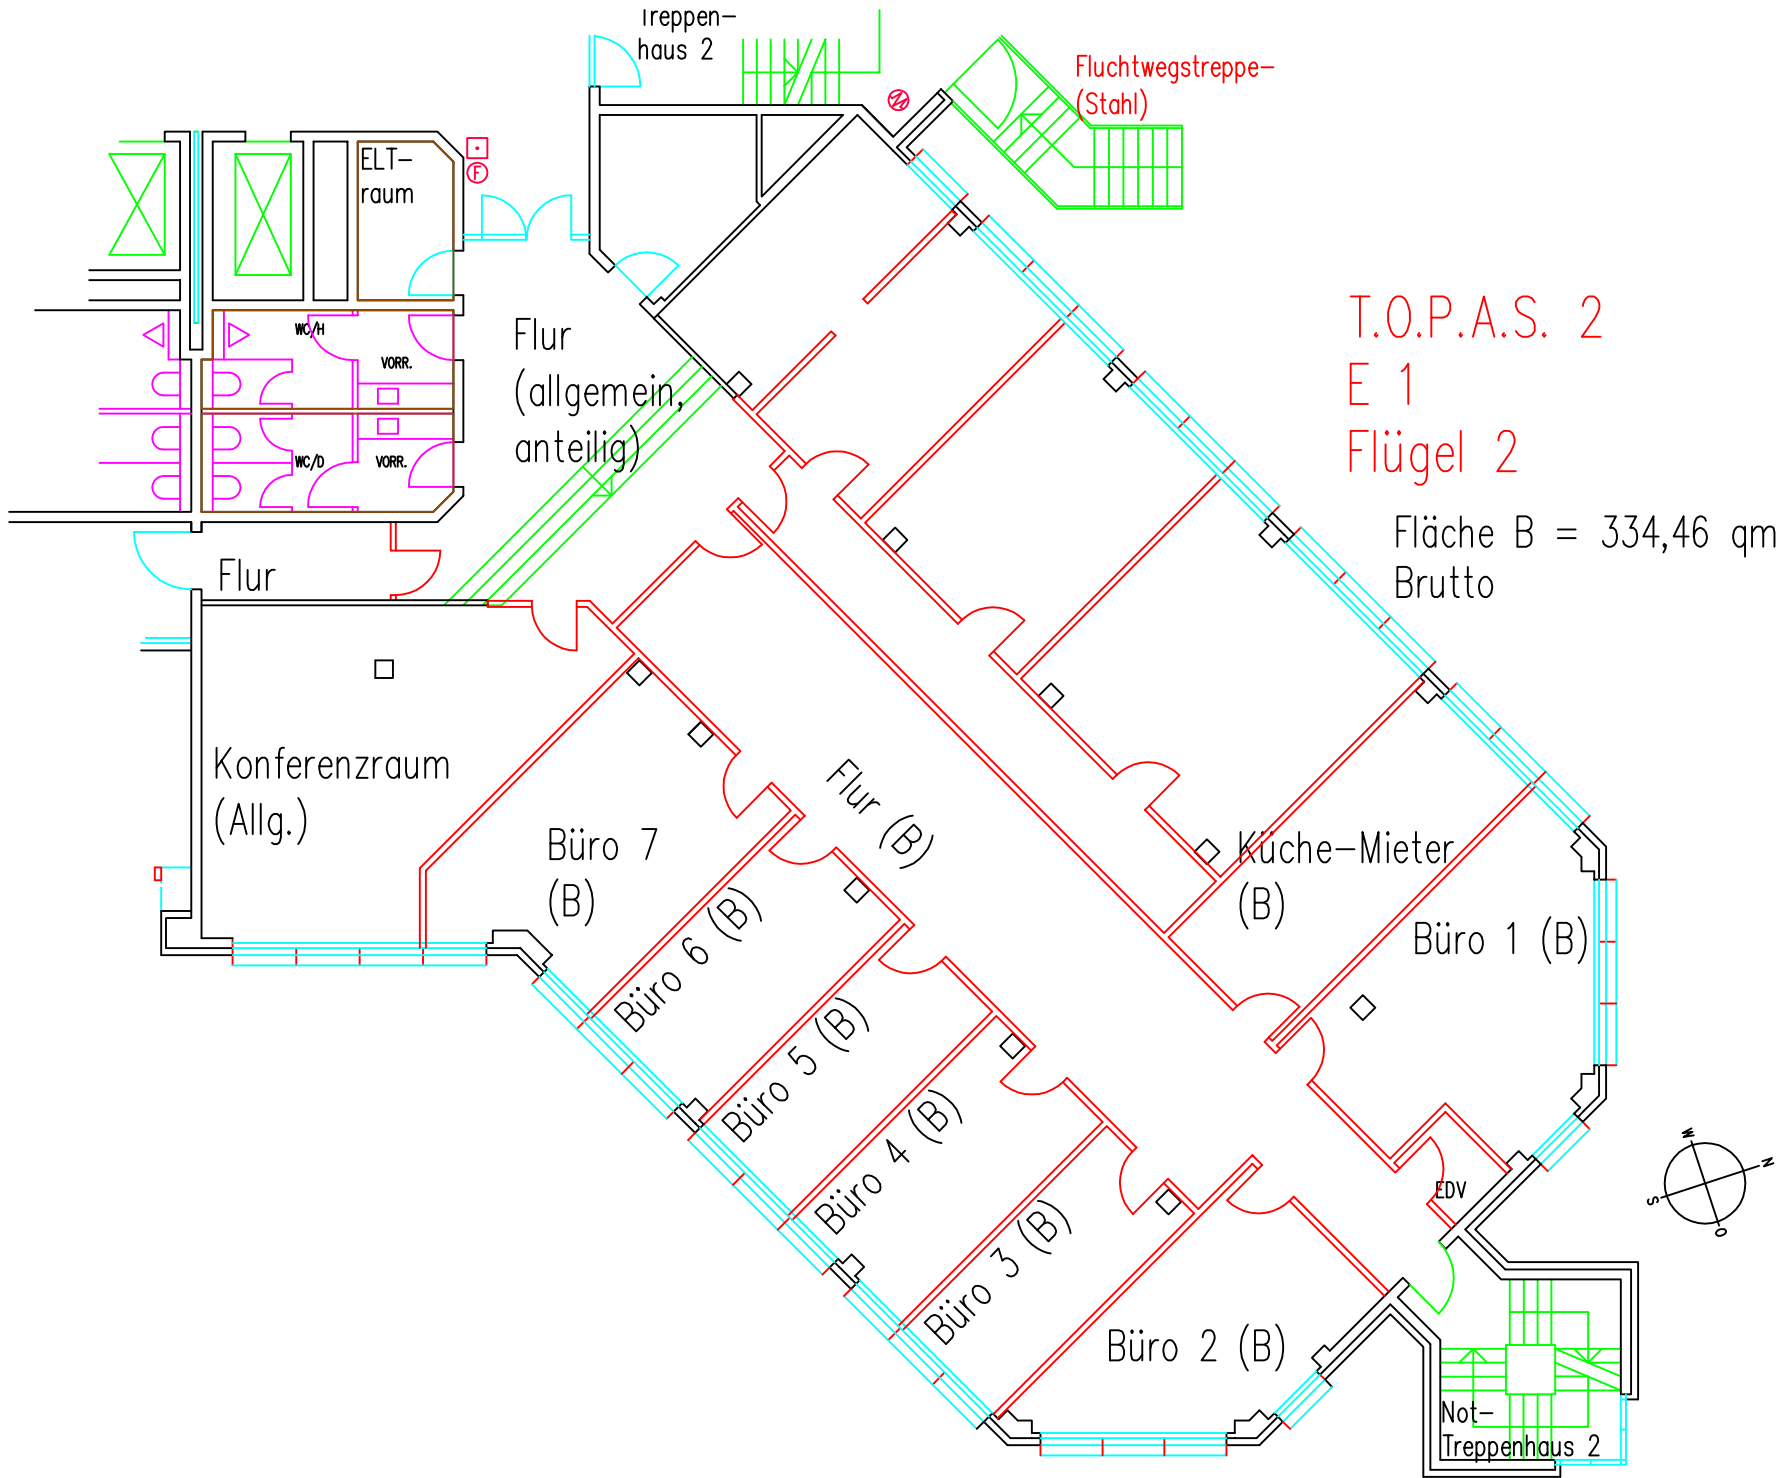 Treppen-
haus 2
Fluchtwegstreppe-
(Stahl)
ELT-
raum
F
WC/H
VORR.
Flur
(allgemein,
anteilig)
T.O.P.A.S. 2
E 1
Flügel 2
WC/D
VORR.
Fläche B = 334,46 qm
Brutto
Flur
Konferenzraum
(Allg.)
Flur (B)
Büro 7
(B)
Küche-Mieter
(B)
Büro 6 (B)
Büro 1 (B)
Büro 5 (B)
Büro 4 (B)
EDV
W
N
S
O
Büro 3 (B)
Büro 2 (B)
Not-
Treppenhaus 2